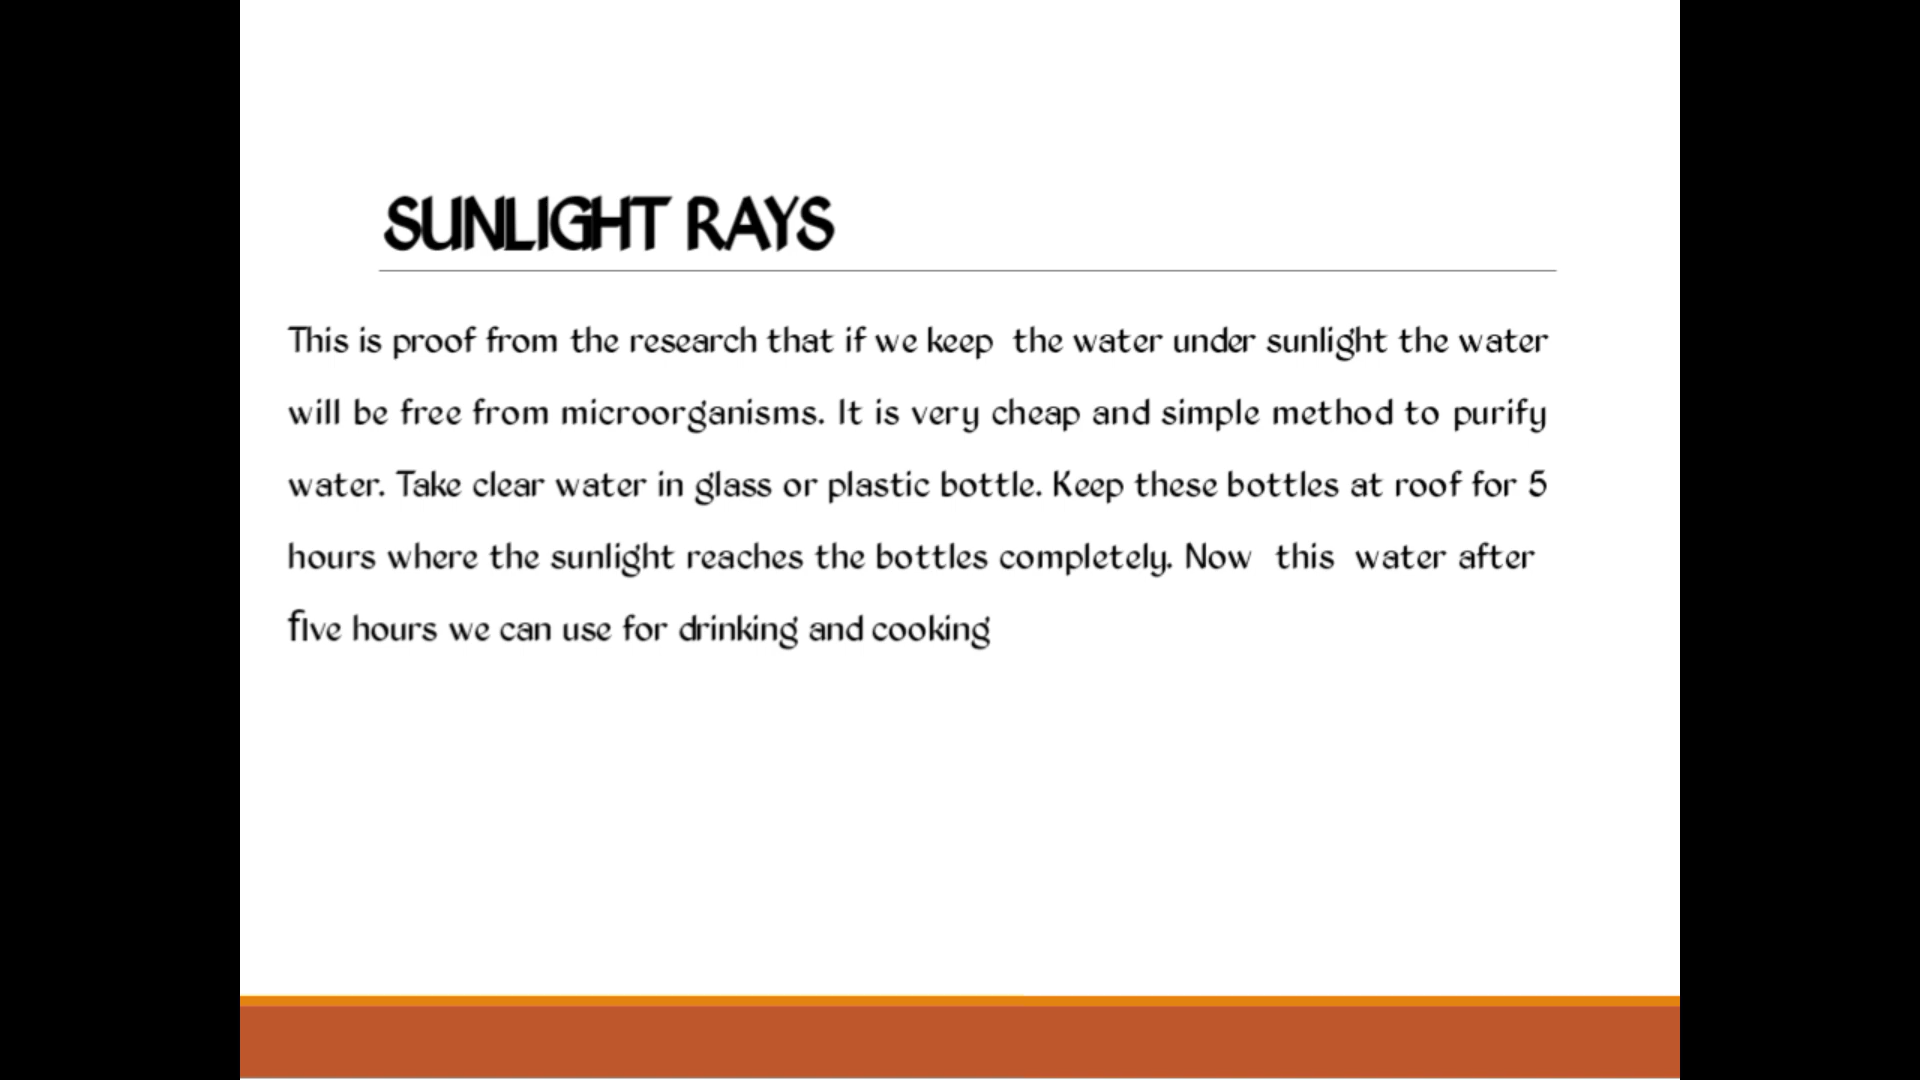 SUNLIGHT RAYS
This is proof from the research that if we keep the water under sunlight the water
will be free from microorganisms. It is very cheap and simple method to purify
water. Take clear water in glass or plastic bottle. Keep these bottles at roof for 5
hours where the sunlight reaches the bottles completely. Now this water after
five hours we can use for drinking and cooking